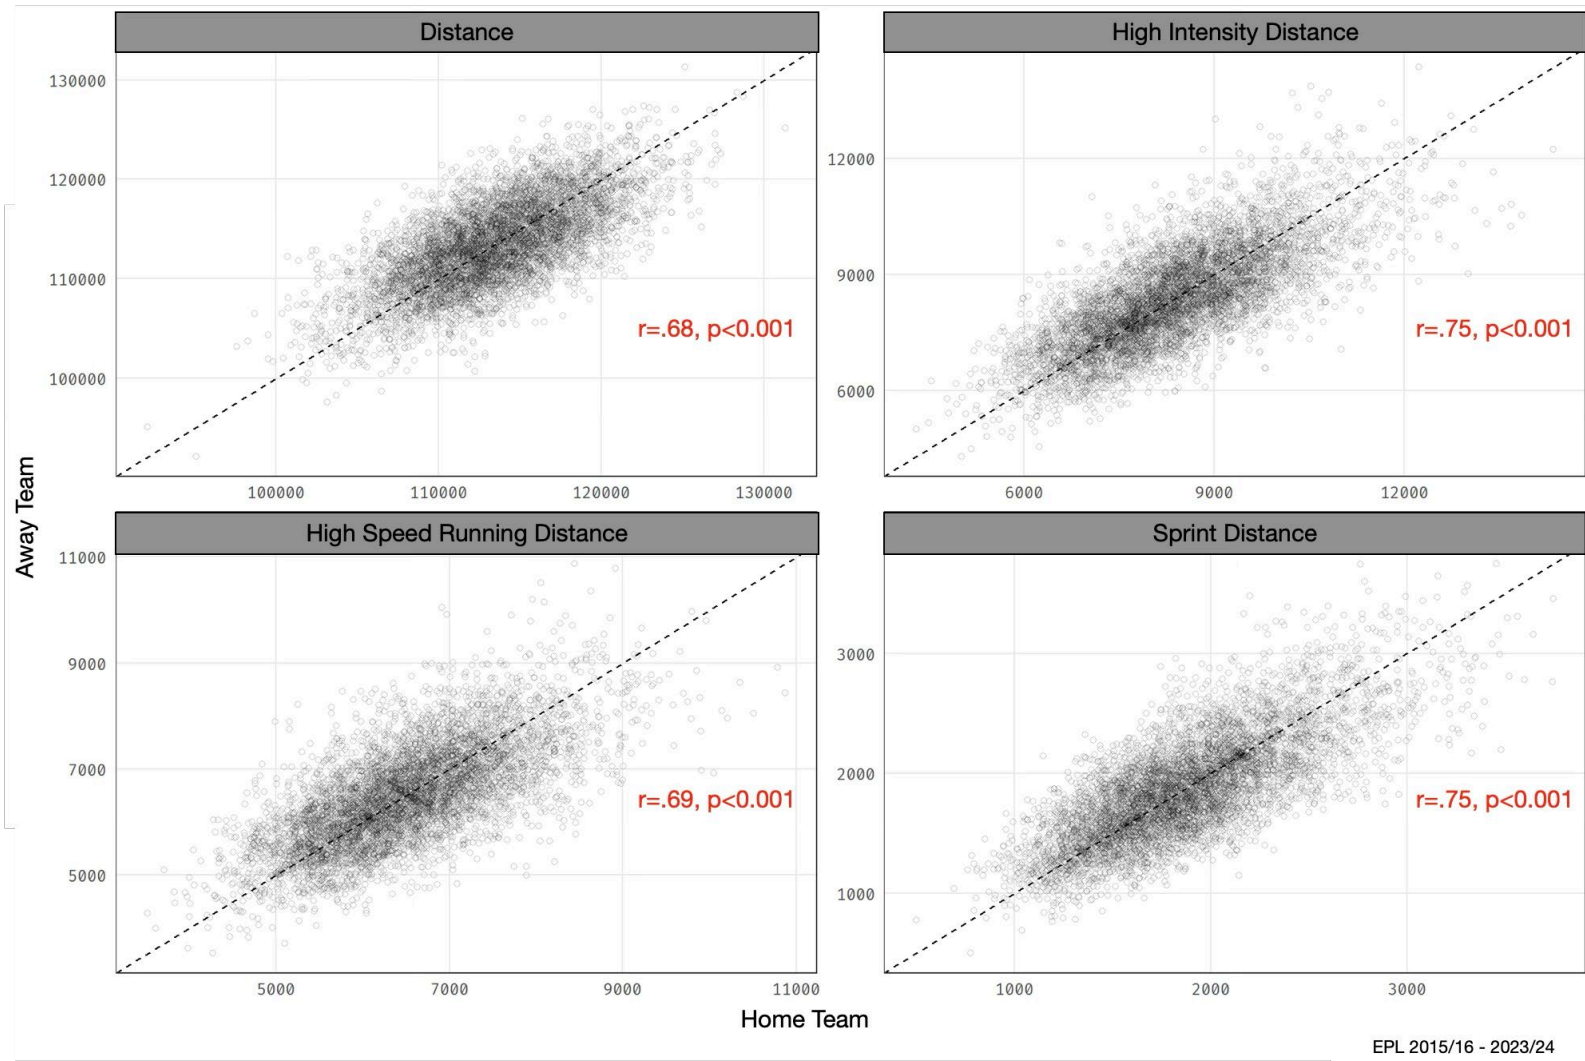 Distance
High Intensity Distance
130000
120000
110000
100000
r=.68, p<0.001
100000 110000 120000 130000
12000
9000
6000
r=.75, p<0.001
6000 9000 12000
Away Team
High Speed Running Distance
Sprint Distance
11000
9000
7000
5000
r=.69, p<0.001
5000 7000 9000 11000
3000
2000
1000
r=.75, p<0.001
1000 2000 3000
Home Team
EPL 2015/16 - 2023/24